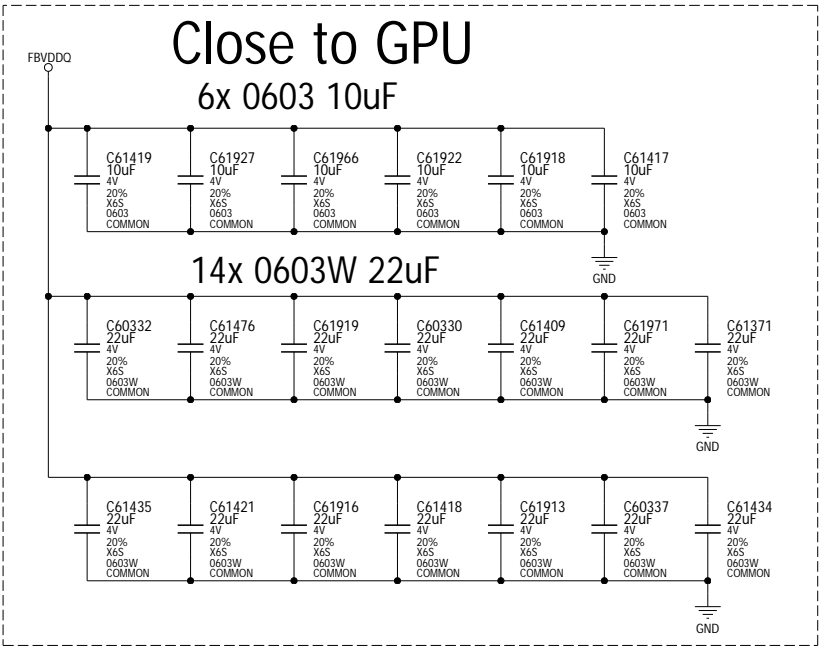 Close to GPU
FBVDDQ
6x 0603 10uF
C61419
10uF
4V
20%
X6S
0603
COMMON
C61927
10uF
4V
20%
X6S
0603
COMMON
C61966
10uF
4V
20%
X6S
0603
COMMON
C61922
10uF
4V
20%
X6S
0603
COMMON
C61918
10uF
4V
20%
X6S
0603
COMMON
C61417
10uF
4V
20%
X6S
0603
COMMON
GND
14x 0603W 22uF
C60332
22uF
4V
20%
X6S
0603W
COMMON
C61476
22uF
4V
20%
X6S
0603W
COMMON
C61919
22uF
4V
20%
X6S
0603W
COMMON
C60330
22uF
4V
20%
X6S
0603W
COMMON
C61409
22uF
4V
20%
X6S
0603W
COMMON
C61971
22uF
4V
20%
X6S
0603W
COMMON
C61371
22uF
4V
20%
X6S
0603W
COMMON
GND
C61435
22uF
4V
20%
X6S
0603W
COMMON
C61421
22uF
4V
20%
X6S
0603W
COMMON
C61916
22uF
4V
20%
X6S
0603W
COMMON
C61418
22uF
4V
20%
X6S
0603W
COMMON
C61913
22uF
4V
20%
X6S
0603W
COMMON
C60337
22uF
4V
20%
X6S
0603W
COMMON
C61434
22uF
4V
20%
X6S
0603W
COMMON
GND